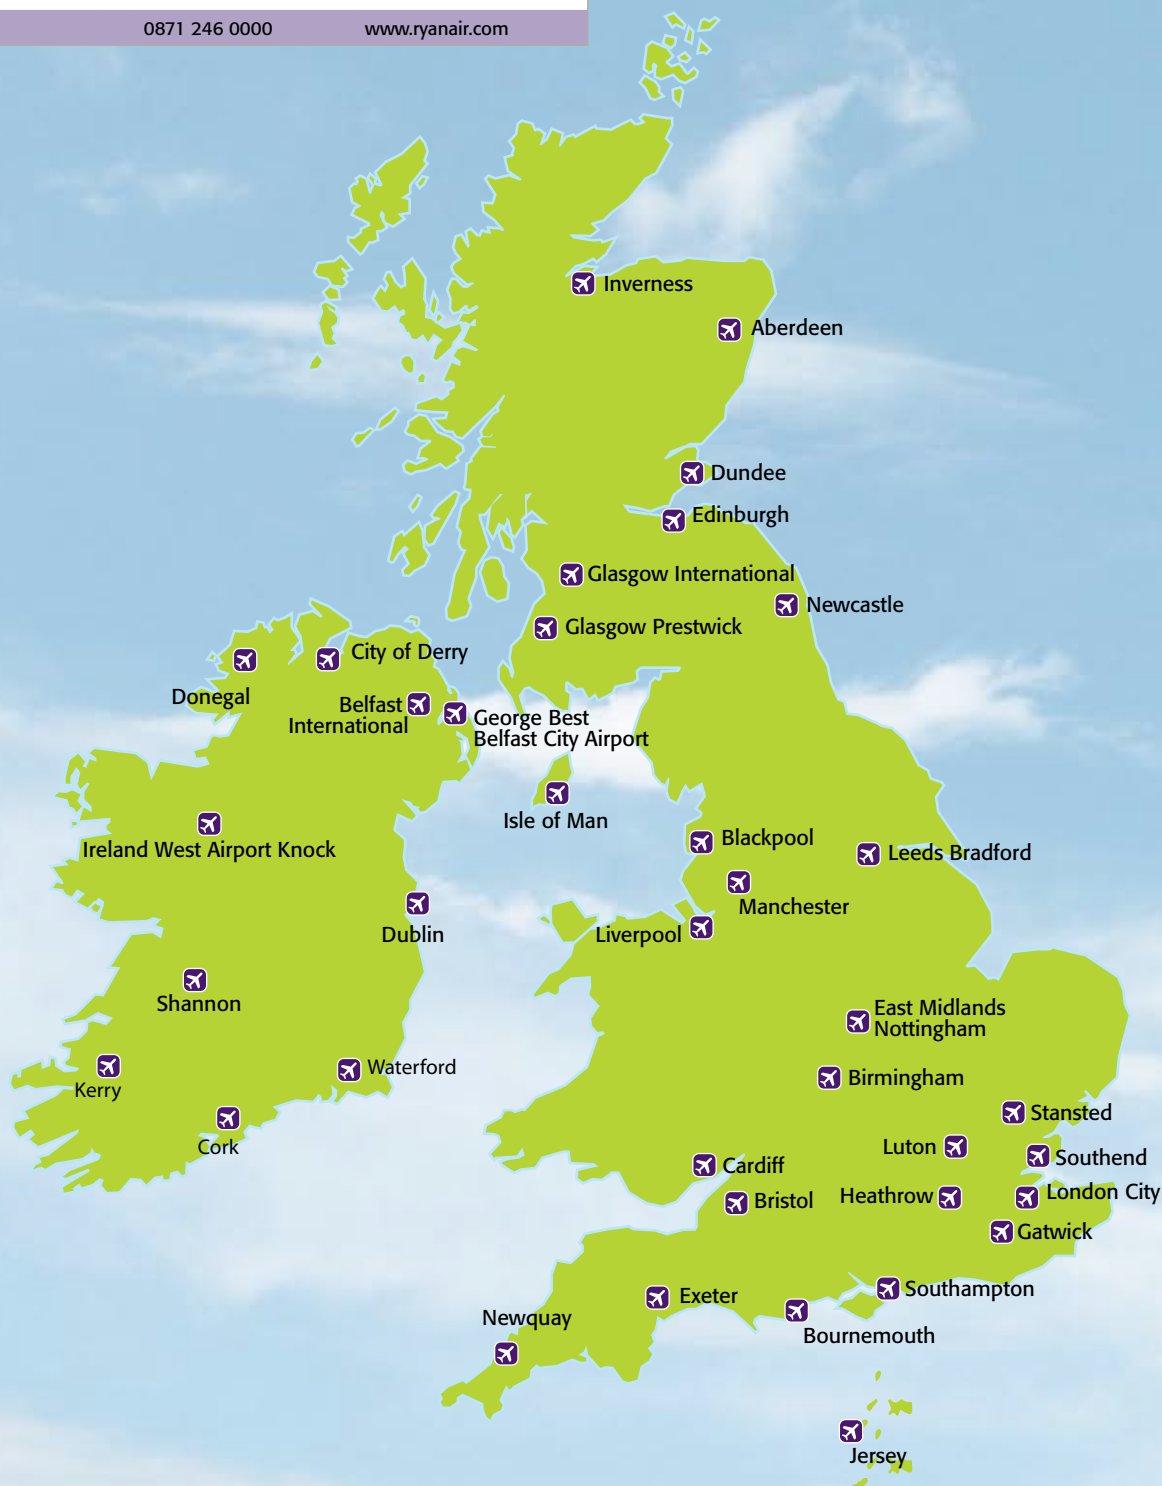 0871 246 0000 www.ryanair.com
Inverness
Aberdeen
Dundee
Edinburgh
Glasgow International
Newcastle
Glasgow Prestwick
City of Derry
Donegal
Belfast
International
George Best
Belfast City Airport
Isle of Man
Blackpool
Ireland West Airport Knock
Leeds Bradford
Manchester
Dublin
Liverpool
Shannon
East Midlands
Nottingham
Waterford
Birmingham
Kerry
Stansted
Cork
Luton
Southend
Cardiff
Heathrow
London City
Bristol
Gatwick
Southampton
Exeter
Newquay
Bournemouth
Jersey